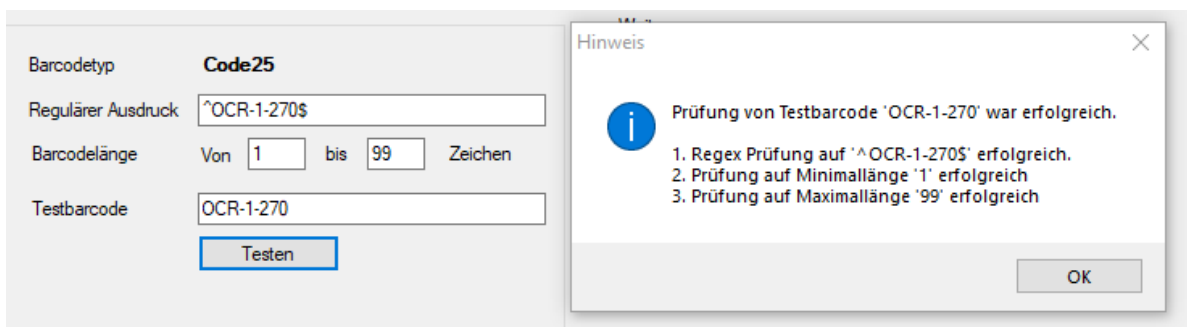 Barcodetyp Code25
Regulärer Ausdruck ^OCR-1-270$
Barcodelänge Von 1 bis 99 Zeichen
Testbarcode OCR-1-270
Testen
Hinweis
Prüfung von Testbarcode 'OCR-1-270' war erfolgreich.
1. Regex Prüfung auf '^OCR-1-270$' erfolgreich.
2. Prüfung auf Minimallänge '1' erfolgreich
3. Prüfung auf Maximallänge '99' erfolgreich
OK